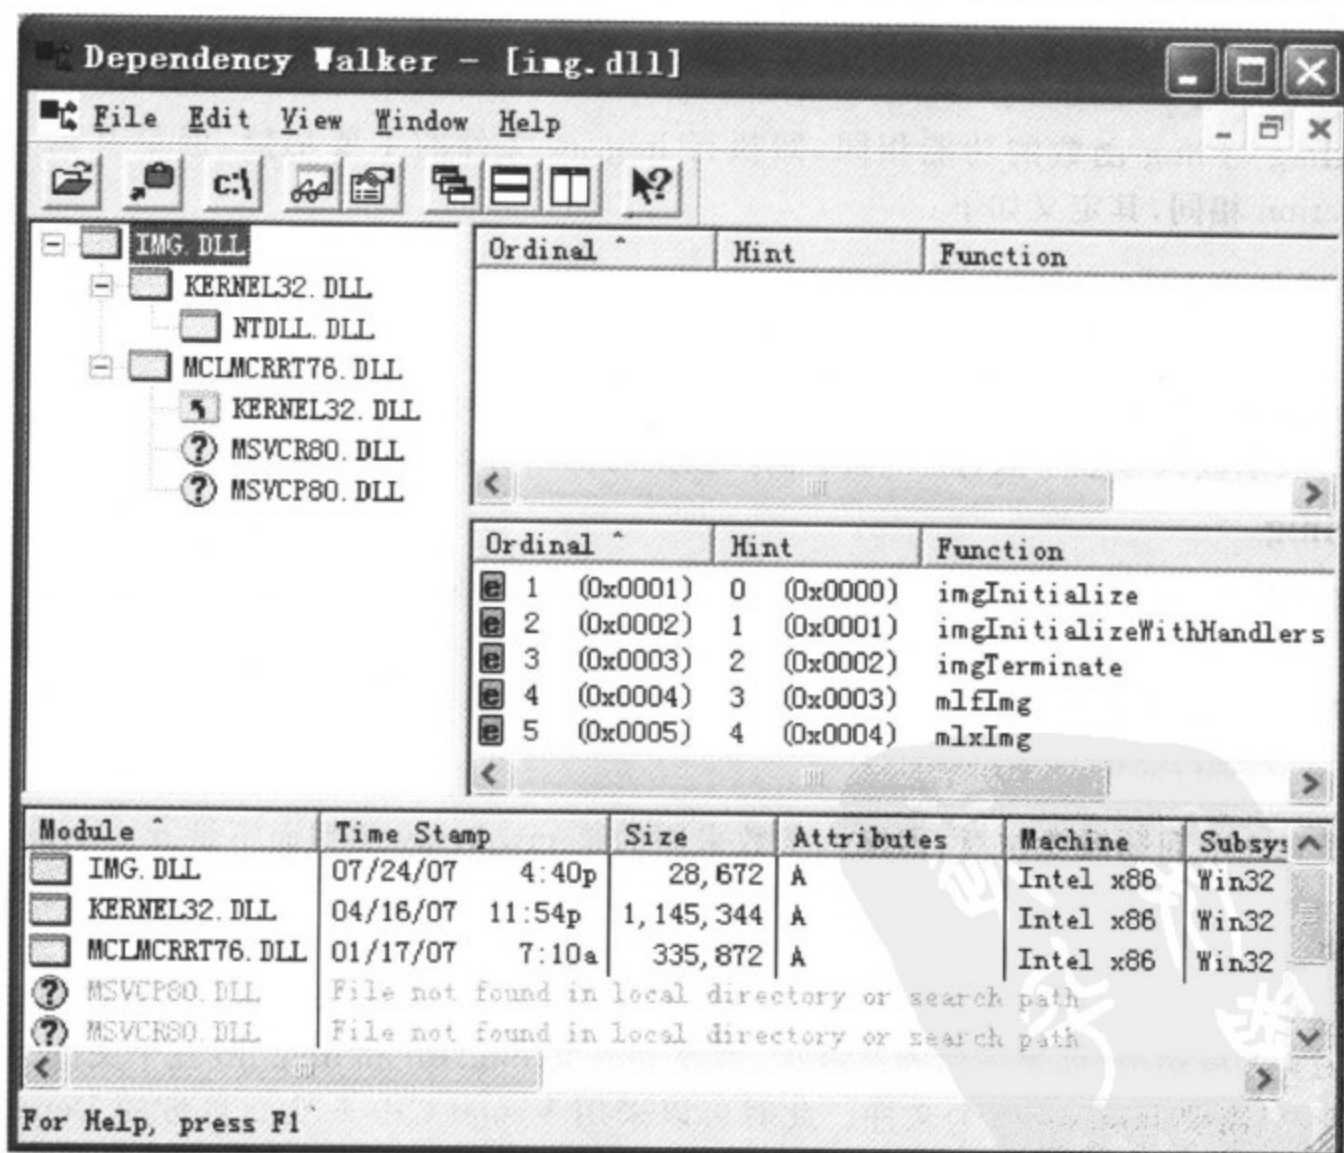 Dependency Walker - [img.dll]
File Edit View Window Help
c:\
IMG.DLL
KERNEL32.DLL
NTDLL.DLL
MCLMCRRT76.DLL
KERNEL32.DLL
MSVCR80.DLL
MSVCP80.DLL
Ordinal ^ Hint Function
Ordinal ^ Hint Function
1 (0x0001) 0 (0x0000) imgInitialize
2 (0x0002) 1 (0x0001) imgInitializeWithHandlers
3 (0x0003) 2 (0x0002) imgTerminate
4 (0x0004) 3 (0x0003) mlfImg
5 (0x0005) 4 (0x0004) mlxImg
Module ^ Time Stamp Size Attributes Machine Subsys
IMG.DLL 07/24/07 4:40p 28,672 A Intel x86 Win32
KERNEL32.DLL 04/16/07 11:54p 1,145,344 A Intel x86 Win32
MCLMCRRT76.DLL 01/17/07 7:10a 335,872 A Intel x86 Win32
MSVCP80.DLL File not found in local directory or search path
MSVCR80.DLL File not found in local directory or search path
For Help, press F1